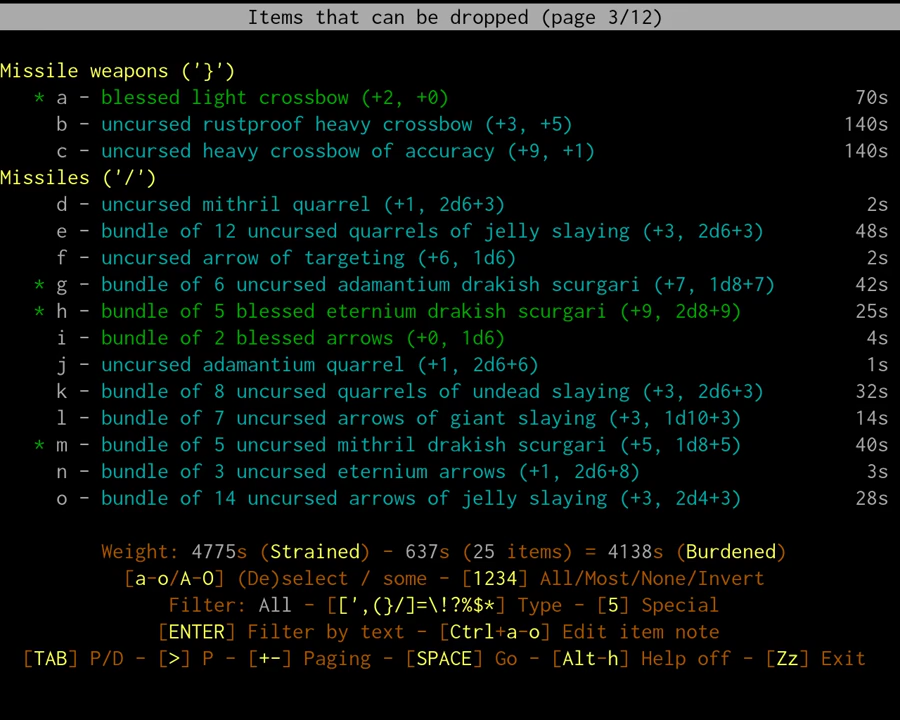 Items that can be dropped (page 3/12)
Missile weapons ('}')
* a - blessed light crossbow (+2, +0) 70s
b - uncursed rustproof heavy crossbow (+3, +5) 140s
c - uncursed heavy crossbow of accuracy (+9, +1) 140s
Missiles ('/')
d - uncursed mithril quarrel (+1, 2d6+3) 2s
e - bundle of 12 uncursed quarrels of jelly slaying (+3, 2d6+3) 48s
f - uncursed arrow of targeting (+6, 1d6) 2s
* g - bundle of 6 uncursed adamantium drakish scurgari (+7, 1d8+7) 42s
* h - bundle of 5 blessed eternium drakish scurgari (+9, 2d8+9) 25s
i - bundle of 2 blessed arrows (+0, 1d6) 4s
j - uncursed adamantium quarrel (+1, 2d6+6) 1s
k - bundle of 8 uncursed quarrels of undead slaying (+3, 2d6+3) 32s
l - bundle of 7 uncursed arrows of giant slaying (+3, 1d10+3) 14s
* m - bundle of 5 uncursed mithril drakish scurgari (+5, 1d8+5) 40s
n - bundle of 3 uncursed eternium arrows (+1, 2d6+8) 3s
o - bundle of 14 uncursed arrows of jelly slaying (+3, 2d4+3) 28s
Weight: 4775s (Strained) - 637s (25 items) = 4138s (Burdened)
[a-o/A-O] (De)select / some - [1234] All/Most/None/Invert
Filter: All - [[',(}/]=\!?%$*] Type - [5] Special
[ENTER] Filter by text - [Ctrl+a-o] Edit item note
[TAB] P/D - [>] P - [+-] Paging - [SPACE] Go - [Alt-h] Help off - [Zz] Exit